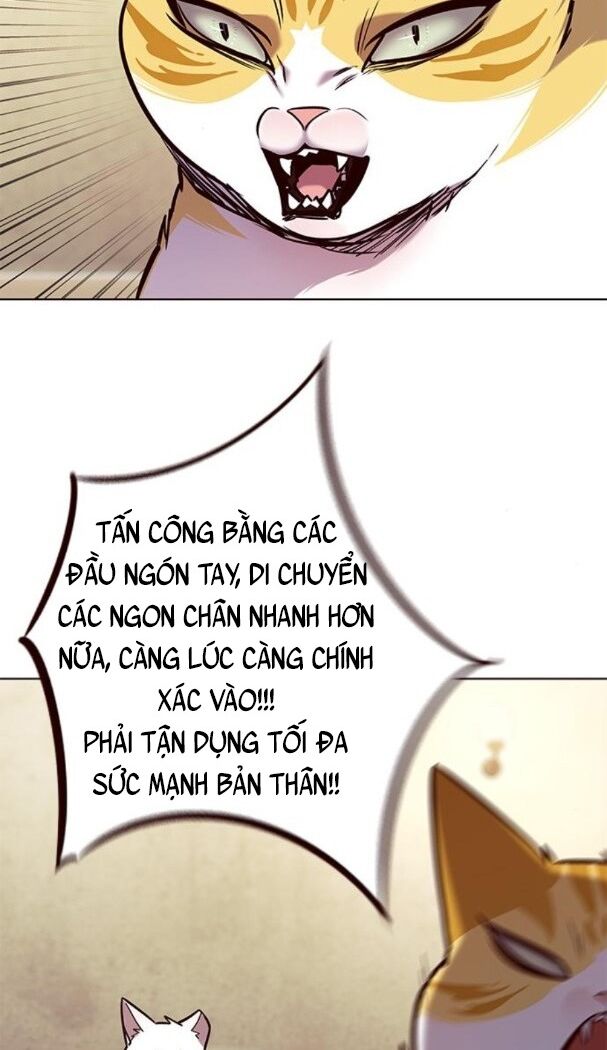 TẤN CÔNG BẰNG CÁC
ĐẦU NGÓN TAY, DI CHUYỂN
CÁC NGON CHÂN NHANH HƠN
NỮA, CÀNG LÚC CÀNG CHÍNH
XÁC VÀO!!!
PHẢI TẬN DỤNG TỐI ĐA
SỨC MẠNH BẢN THÂN!!